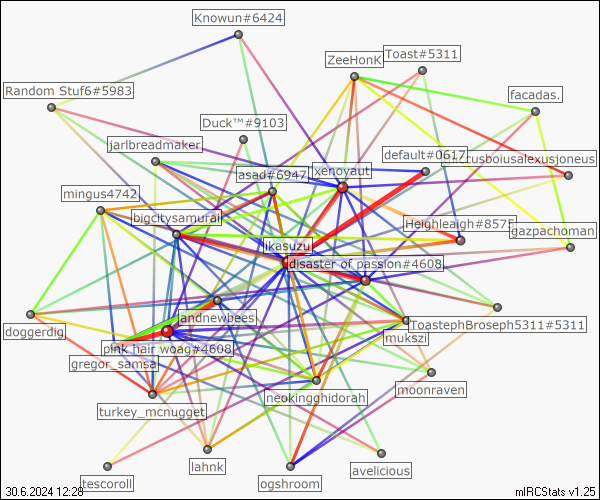 Knowun#6424
Toast#5311
ZeeHonK
Random Stuf6#5983
facadas.
Duck™#9103
jarlbreadmaker
default#0617
xenoyaut
asad#6947
mingus4742
bigcitysamurai
Heighleaigh#8575
gazpachoman
likasuzu
disaster of passion#4608
andnewbees
doggerdig
ToastephBroseph5311#5311
mukszi
pink hair woag#4608
gregor_samsa
moonraven
neokingghidorah
turkey_mcnugget
lahnk
avelicious
tescoroll
ogshroom
30.6.2024 12:28
mIRCStats v1.25